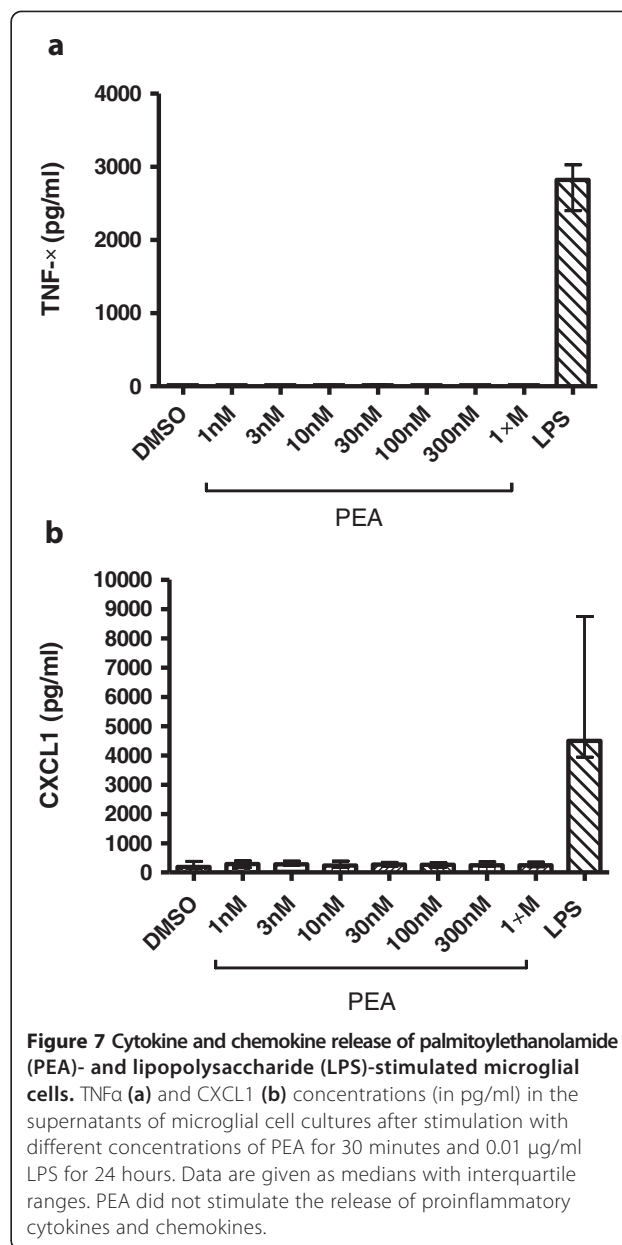 a
4000
3000
2000
1000
0
TNF-× (pg/ml)
DMSO
1nM
3nM
10nM
30nM
100nM
300nM
1×M
LPS
PEA
b
10000
9000
8000
7000
6000
5000
4000
3000
2000
1000
0
CXCL1 (pg/ml)
DMSO
1nM
3nM
10nM
30nM
100nM
300nM
1×M
LPS
PEA
Figure 7 Cytokine and chemokine release of palmitoylethanolamide
(PEA)- and lipopolysaccharide (LPS)-stimulated microglial
cells. TNFα (a) and CXCL1 (b) concentrations (in pg/ml) in the
supernatants of microglial cell cultures after stimulation with
different concentrations of PEA for 30 minutes and 0.01 μg/ml
LPS for 24 hours. Data are given as medians with interquartile
ranges. PEA did not stimulate the release of proinflammatory
cytokines and chemokines.